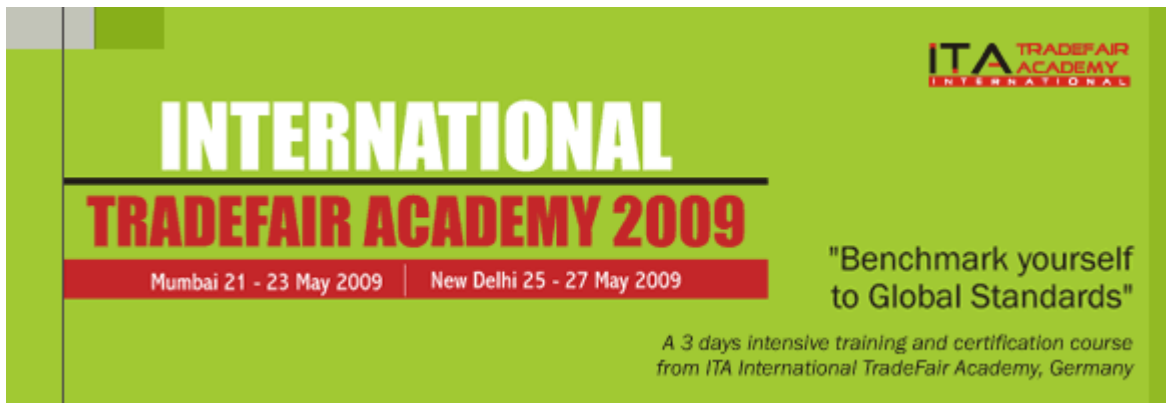 ITA TRADEFAIR
ACADEMY
INTERNATIONAL
INTERNATIONAL
TRADEFAIR ACADEMY 2009
Mumbai 21 - 23 May 2009 New Delhi 25 - 27 May 2009
"Benchmark yourself
to Global Standards"
A 3 days intensive training and certification course
from ITA International TradeFair Academy, Germany